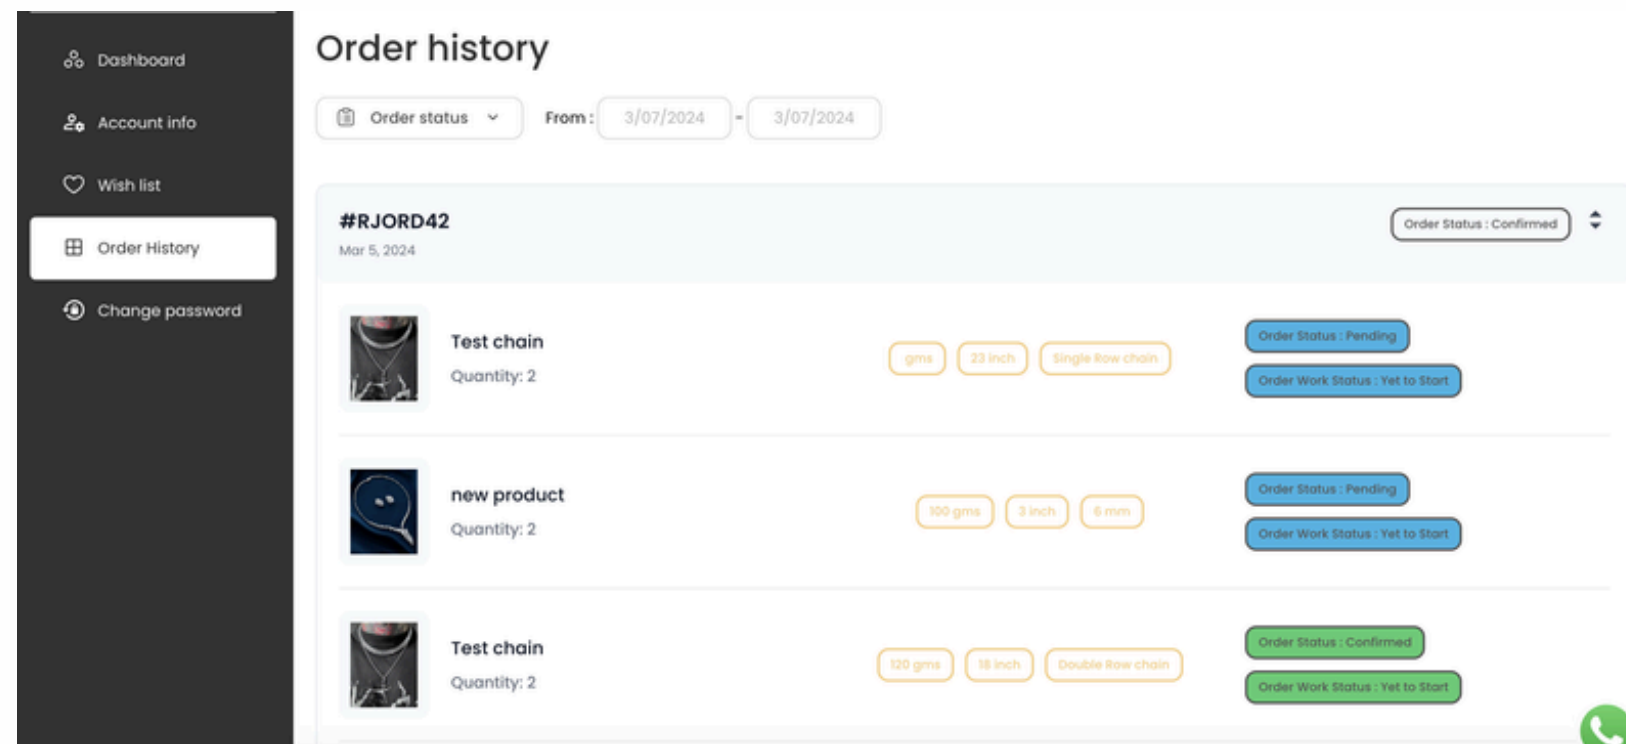 Dashboard
Account info
Wish list
Order History
Change password
Order history
Order status From : 3/07/2024 - 3/07/2024
#RJORD42
Mar 5, 2024
Order Status : Confirmed
Test chain
Quantity: 2
gms 23 inch Single Row chain
Order Status : Pending
Order Work Status : Yet to Start
new product
Quantity: 2
100 gms 3 inch 6 mm
Order Status : Pending
Order Work Status : Yet to Start
Test chain
Quantity: 2
120 gms 18 inch Double Row chain
Order Status : Confirmed
Order Work Status : Yet to Start